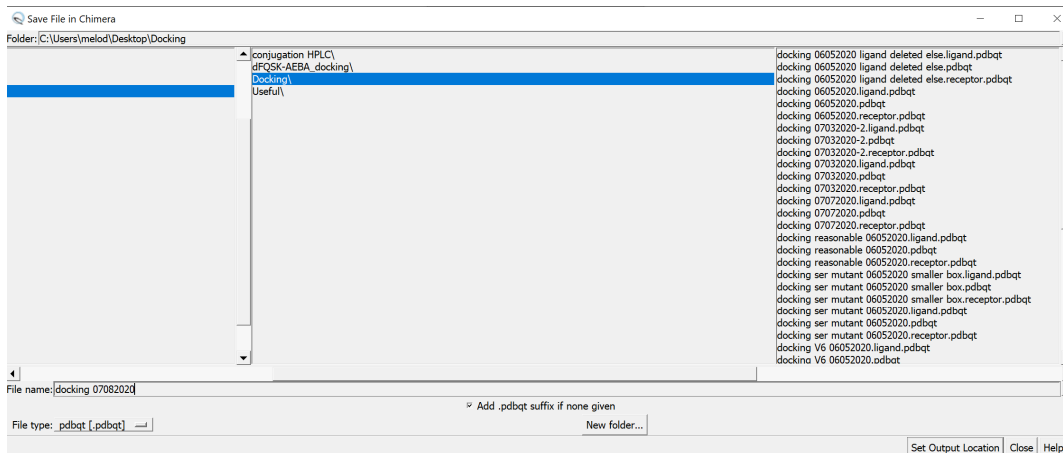 Save File in Chimera
Folder: C:\Users\melod\Desktop\Docking
conjugation HPLC\
dFQSK-AEBA_docking\
Docking\
Useful\
docking 06052020 ligand deleted else.ligand.pdbqt
docking 06052020 ligand deleted else.pdbqt
docking 06052020 ligand deleted else.receptor.pdbqt
docking 06052020.ligand.pdbqt
docking 06052020.pdbqt
docking 06052020.receptor.pdbqt
docking 07032020-2.ligand.pdbqt
docking 07032020-2.pdbqt
docking 07032020-2.receptor.pdbqt
docking 07032020.ligand.pdbqt
docking 07032020.pdbqt
docking 07032020.receptor.pdbqt
docking 07072020.ligand.pdbqt
docking 07072020.pdbqt
docking 07072020.receptor.pdbqt
docking reasonable 06052020.ligand.pdbqt
docking reasonable 06052020.pdbqt
docking reasonable 06052020.receptor.pdbqt
docking ser mutant 06052020 smaller box.ligand.pdbqt
docking ser mutant 06052020 smaller box.pdbqt
docking ser mutant 06052020 smaller box.receptor.pdbqt
docking ser mutant 06052020.ligand.pdbqt
docking ser mutant 06052020.pdbqt
docking ser mutant 06052020.receptor.pdbqt
docking V6 06052020.ligand.pdbqt
docking V6 06052020.pdbqt
File name: docking 07082020
Add .pdbqt suffix if none given
File type: pdbqt [.pdbqt]
New folder...
Set Output Location Close Help